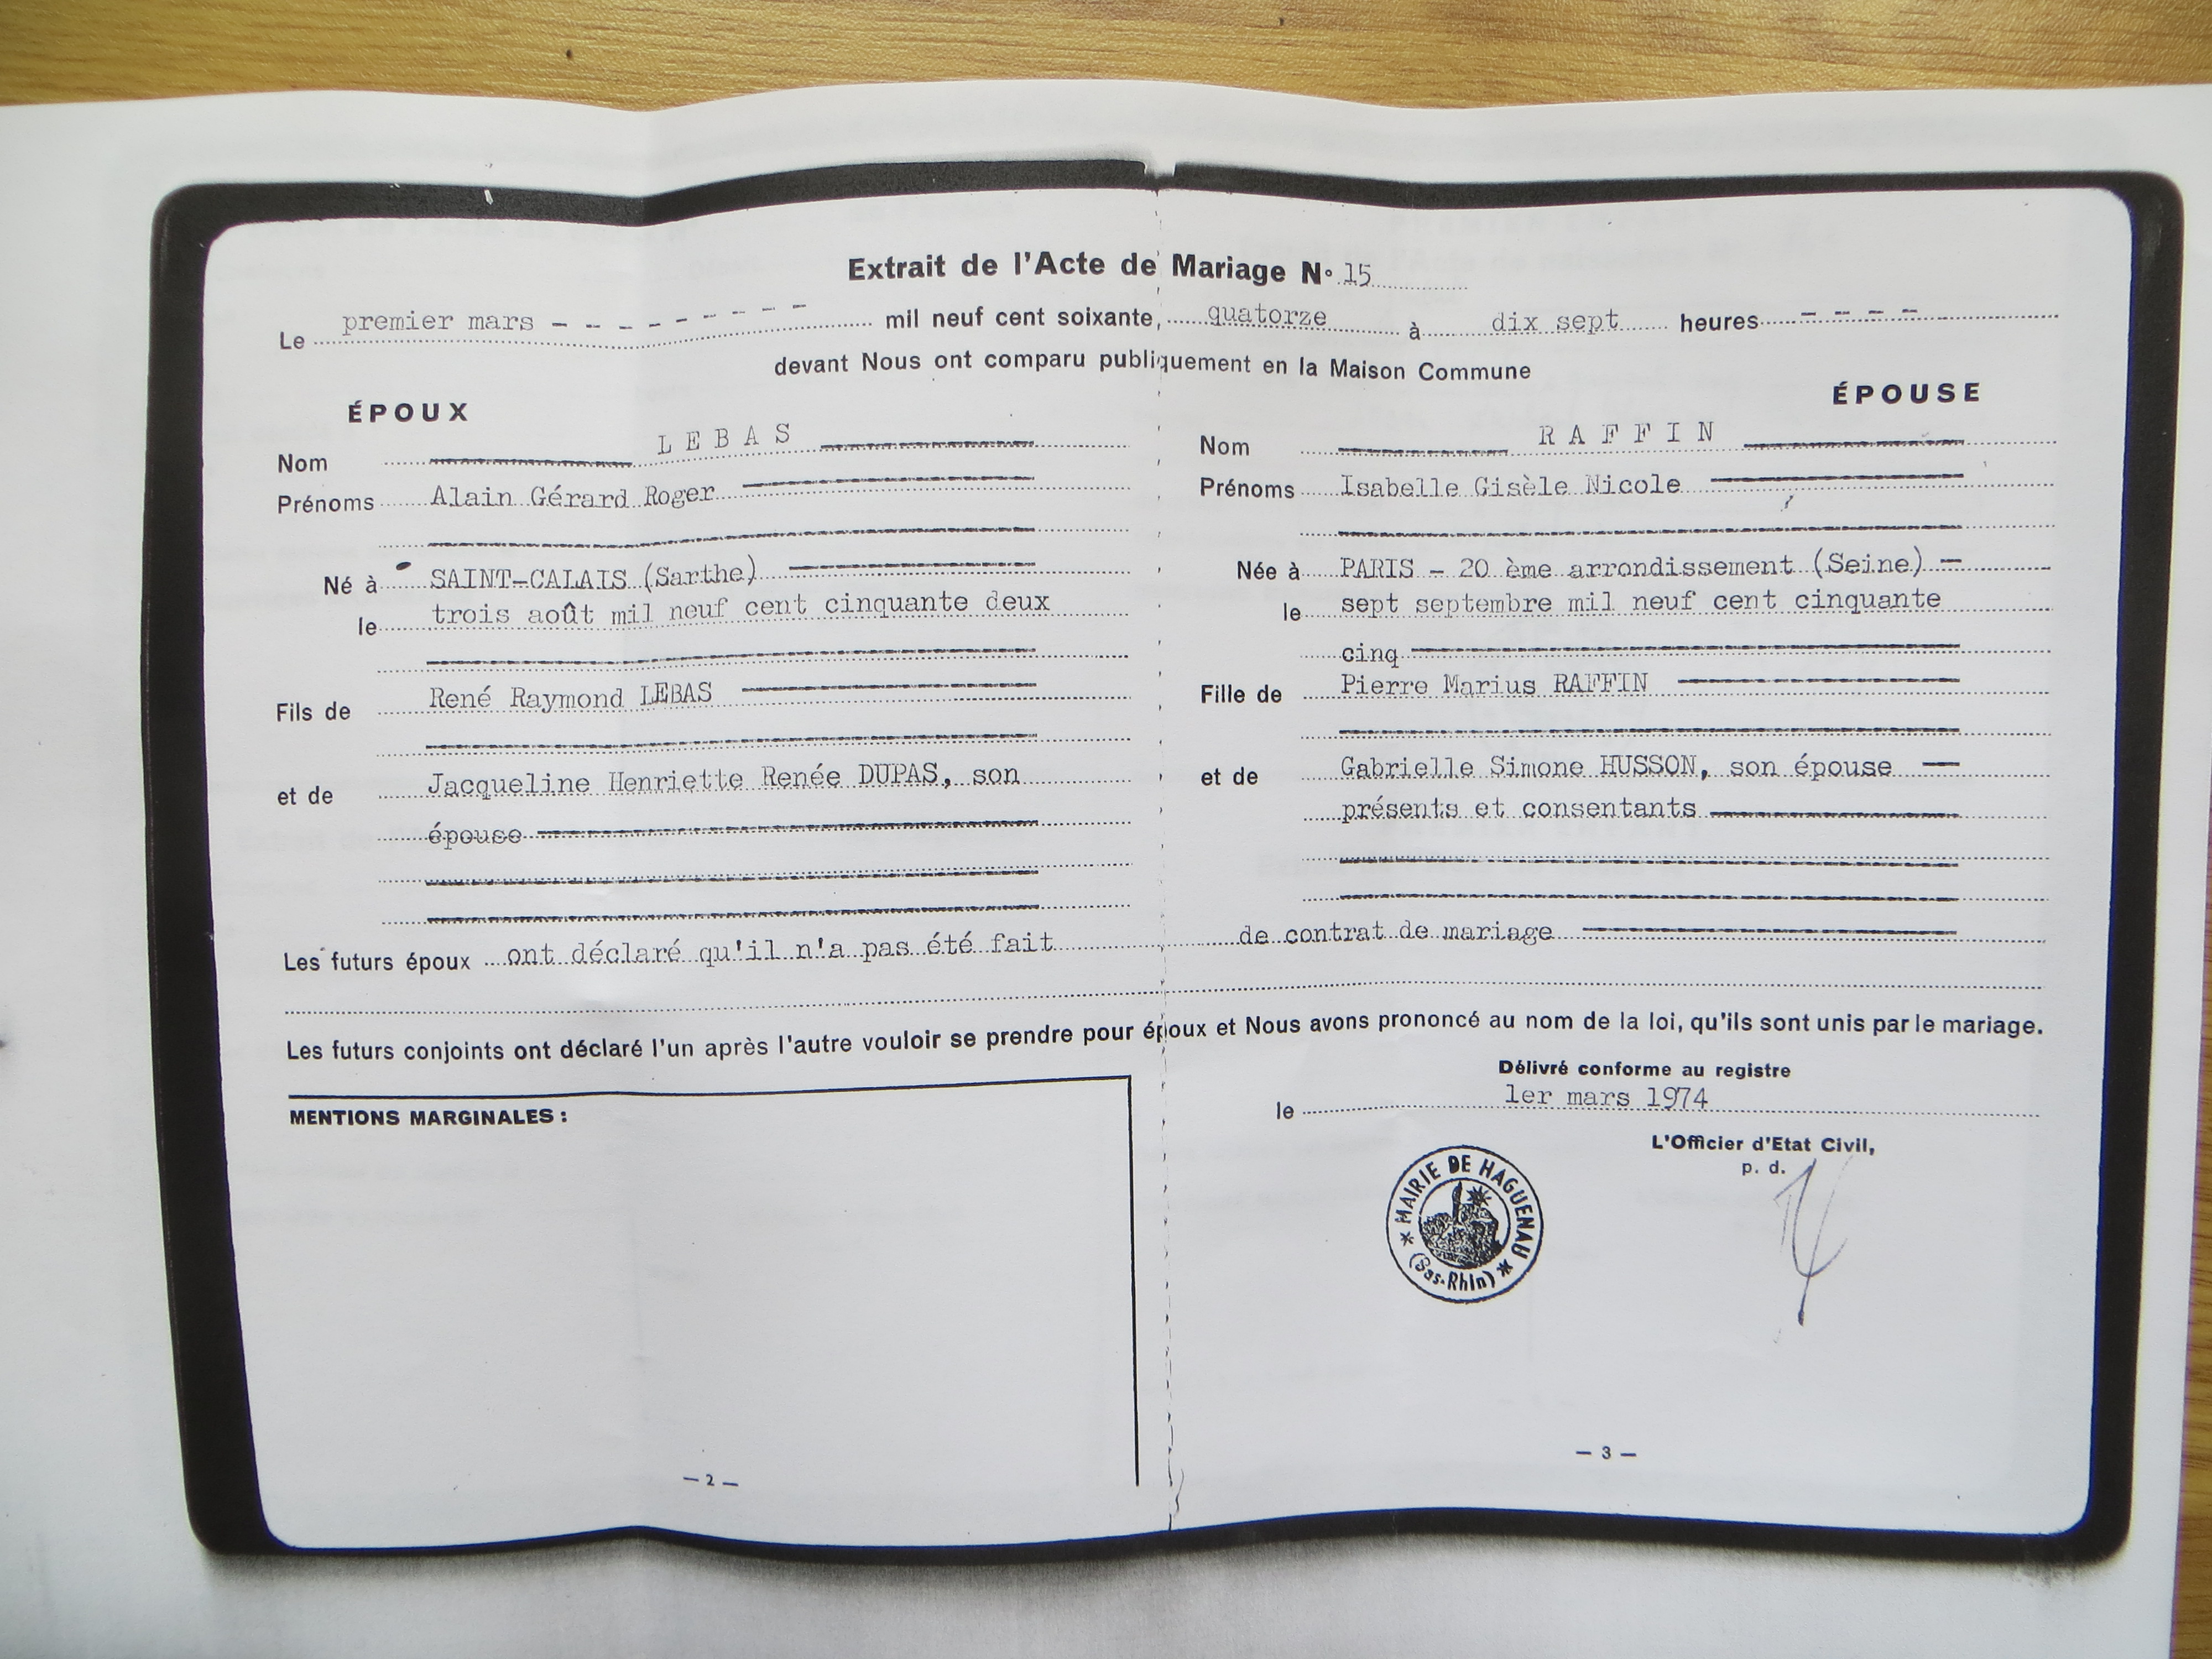 Extrait de l'Acte de Mariage N° 15
Le premier mars - - - - - - - - - mil neuf cent soixante, quatorze à dix sept heures - - - -
devant Nous ont comparu publiquement en la Maison Commune
ÉPOUX
Nom LEBAS
Prénoms Alain Gérard Roger
Né à SAINT-CALAIS (Sarthe)
le trois août mil neuf cent cinquante deux
Fils de René Raymond LEBAS
et de Jacqueline Henriette Renée DUPAS, son
épouse
ÉPOUSE
Nom RAFFIN
Prénoms Isabelle Gisèle Nicole
Née à PARIS - 20 ème arrondissement (Seine) -
le sept septembre mil neuf cent cinquante
cinq
Fille de Pierre Marius RAFFIN
et de Gabrielle Simone HUSSON, son épouse
présents et consentants
Les futurs époux ont déclaré qu'il n'a pas été fait de contrat de mariage
Les futurs conjoints ont déclaré l'un après l'autre vouloir se prendre pour époux et Nous avons prononcé au nom de la loi, qu'ils sont unis par le mariage.
MENTIONS MARGINALES :
Délivré conforme au registre
le 1er mars 1974
L'Officier d'Etat Civil,
p. d.
* MAIRIE DE HAGUENAU *
(Bas-Rhin)
- 2 -
- 3 -